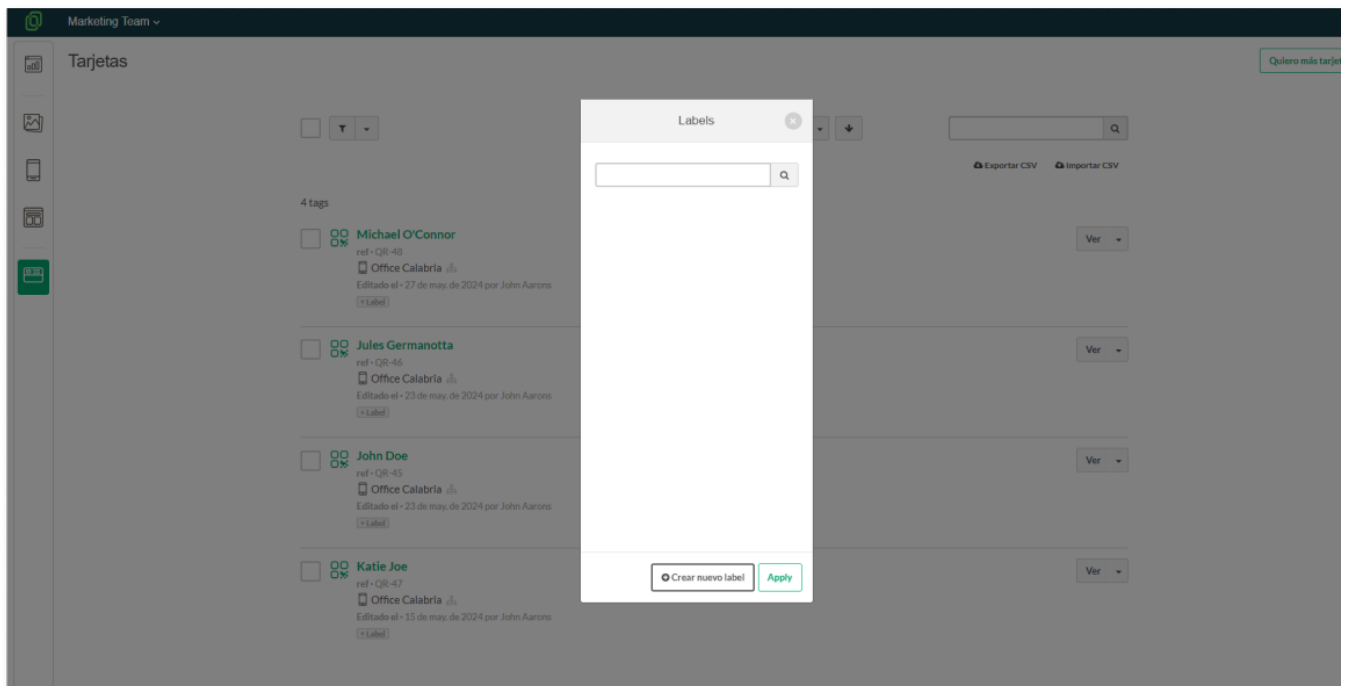 Marketing Team
Tarjetas
Quiero más tarjet
Labels
Exportar CSV Importar CSV
4 tags
Michael O'Connor
Ver
ref • QR-48
Office Calabria
Editado el • 27 de may. de 2024 por John Aarons
+ Label
Jules Germanotta
Ver
ref • QR-46
Office Calabria
Editado el • 23 de may. de 2024 por John Aarons
+ Label
John Doe
Ver
ref • QR-45
Office Calabria
Editado el • 23 de may. de 2024 por John Aarons
+ Label
Katie Joe
Ver
Crear nuevo label Apply
ref • QR-47
Office Calabria
Editado el • 15 de may. de 2024 por John Aarons
+ Label